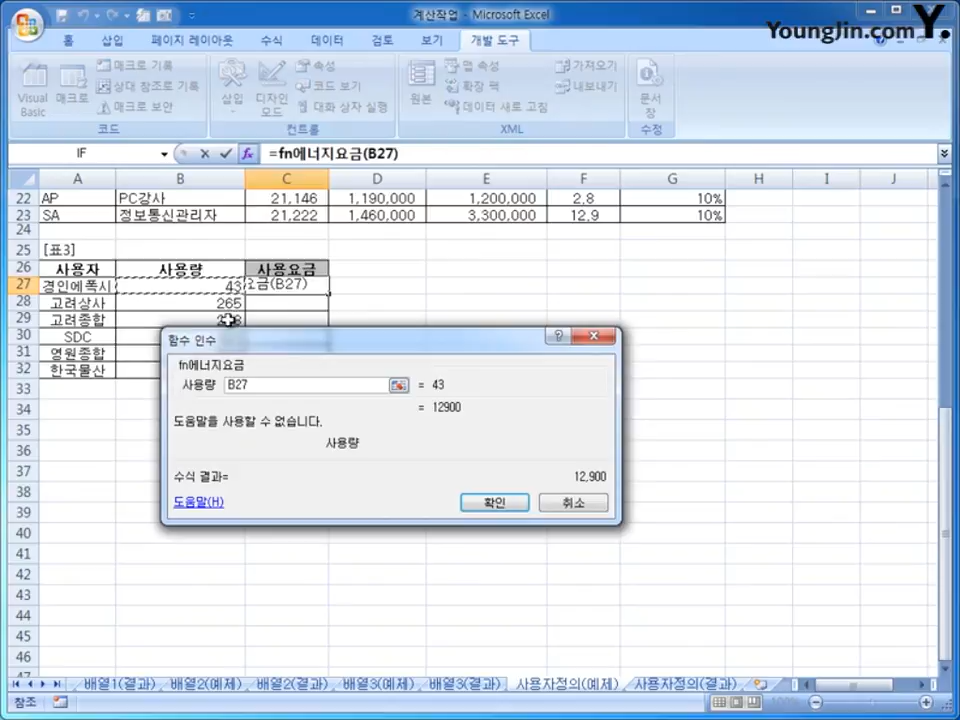 계산작업 - Microsoft Excel
YoungJin.com Y.
홈 삽입 페이지 레이아웃 수식 데이터 검토 보기 개발 도구
Visual Basic
매크로
매크로 기록
상대 참조로 기록
매크로 보안
코드
삽입
디자인 모드
속성
코드 보기
대화 상자 실행
컨트롤
원본
맵 속성
확장 팩
데이터 새로 고침
가져오기
내보내기
XML
문서 창
수정
IF =fn에너지요금(B27)
A B C D E F G H I J
22 AP PC강사 21,146 1,190,000 1,200,000 2.8 10%
23 SA 정보통신관리자 21,222 1,460,000 3,300,000 12.9 10%
24
25 [표3]
26 사용자 사용량 사용요금
27 경인에폭시 43 요금(B27)
28 고려상사 265
29 고려종합
30 SDC
31 영원종합
32 한국물산
33
34
35
36
37
38
39
40
41
42
43
44
45
46
47
함수 인수
fn에너지요금
사용량 B27 = 43
= 12900
도움말을 사용할 수 없습니다.
사용량
수식 결과= 12,900
도움말(H) 확인 취소
배열1(결과) 배열2(예제) 배열2(결과) 배열3(예제) 배열3(결과) 사용자정의(예제) 사용자정의(결과)
참조 100%